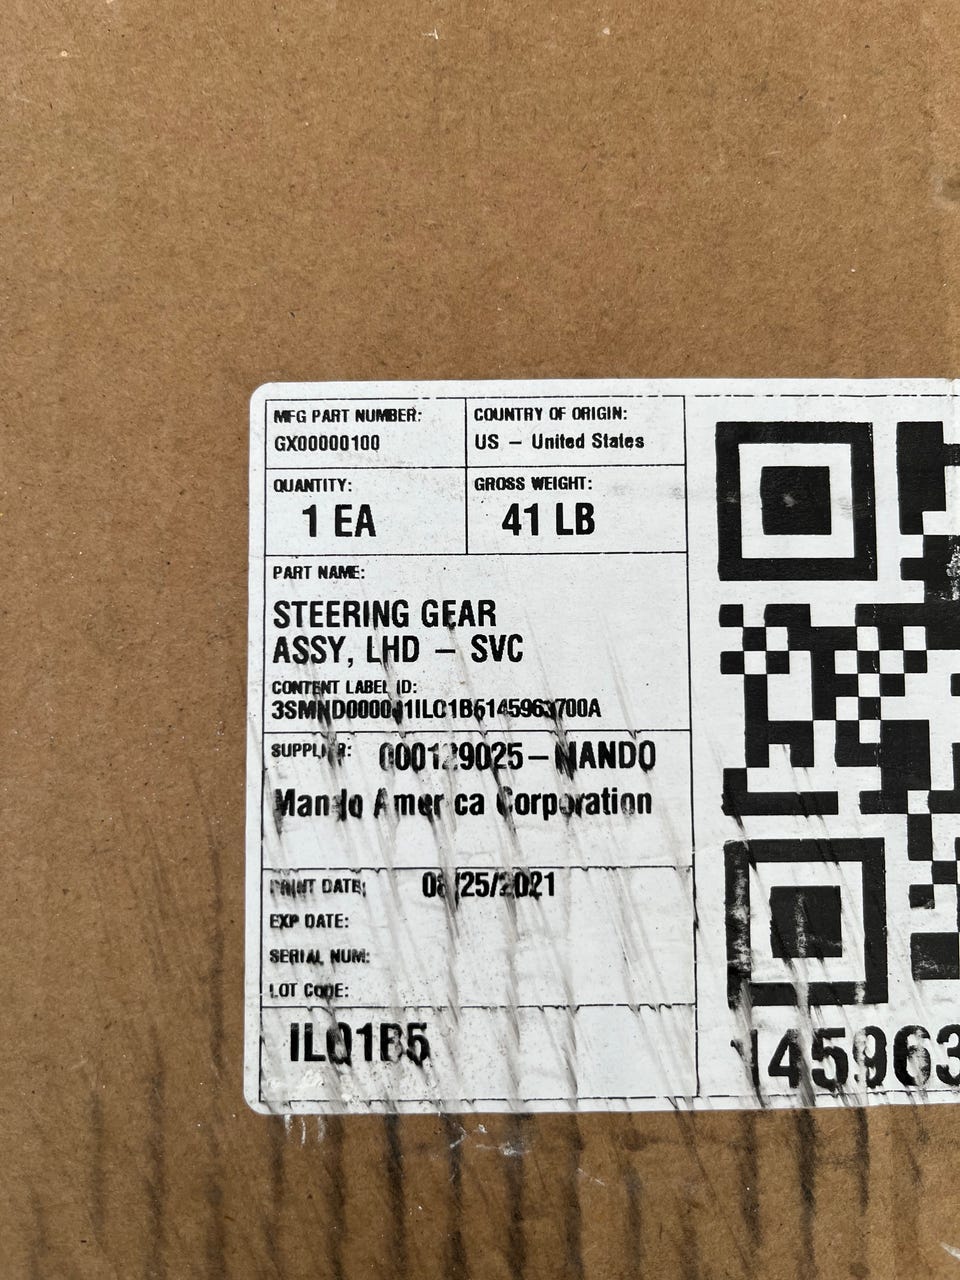 MFG PART NUMBER:
GX00000100
COUNTRY OF ORIGIN:
US – United States
QUANTITY:
1 EA
GROSS WEIGHT:
41 LB
PART NAME:
STEERING GEAR
ASSY, LHD – SVC
CONTENT LABEL ID:
SUPPLIER: 000129025–MANDO
Mando America Corporation
PRINT DATE:
EXP DATE:
SERIAL NUM:
LOT CODE:
145963